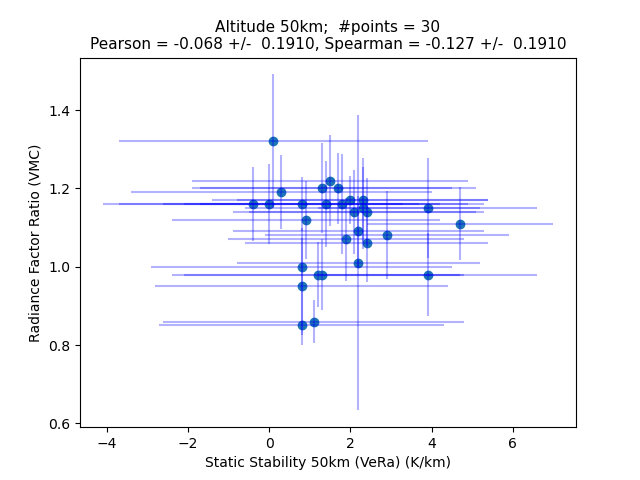 Altitude 50km;  #points = 30
Pearson = -0.068 +/-  0.1910, Spearman = -0.127 +/-  0.1910
1.4
1.2
1.0
0.8
0.6
Radiance Factor Ratio (VMC)
−4 −2 0 2 4 6
Static Stability 50km (VeRa) (K/km)